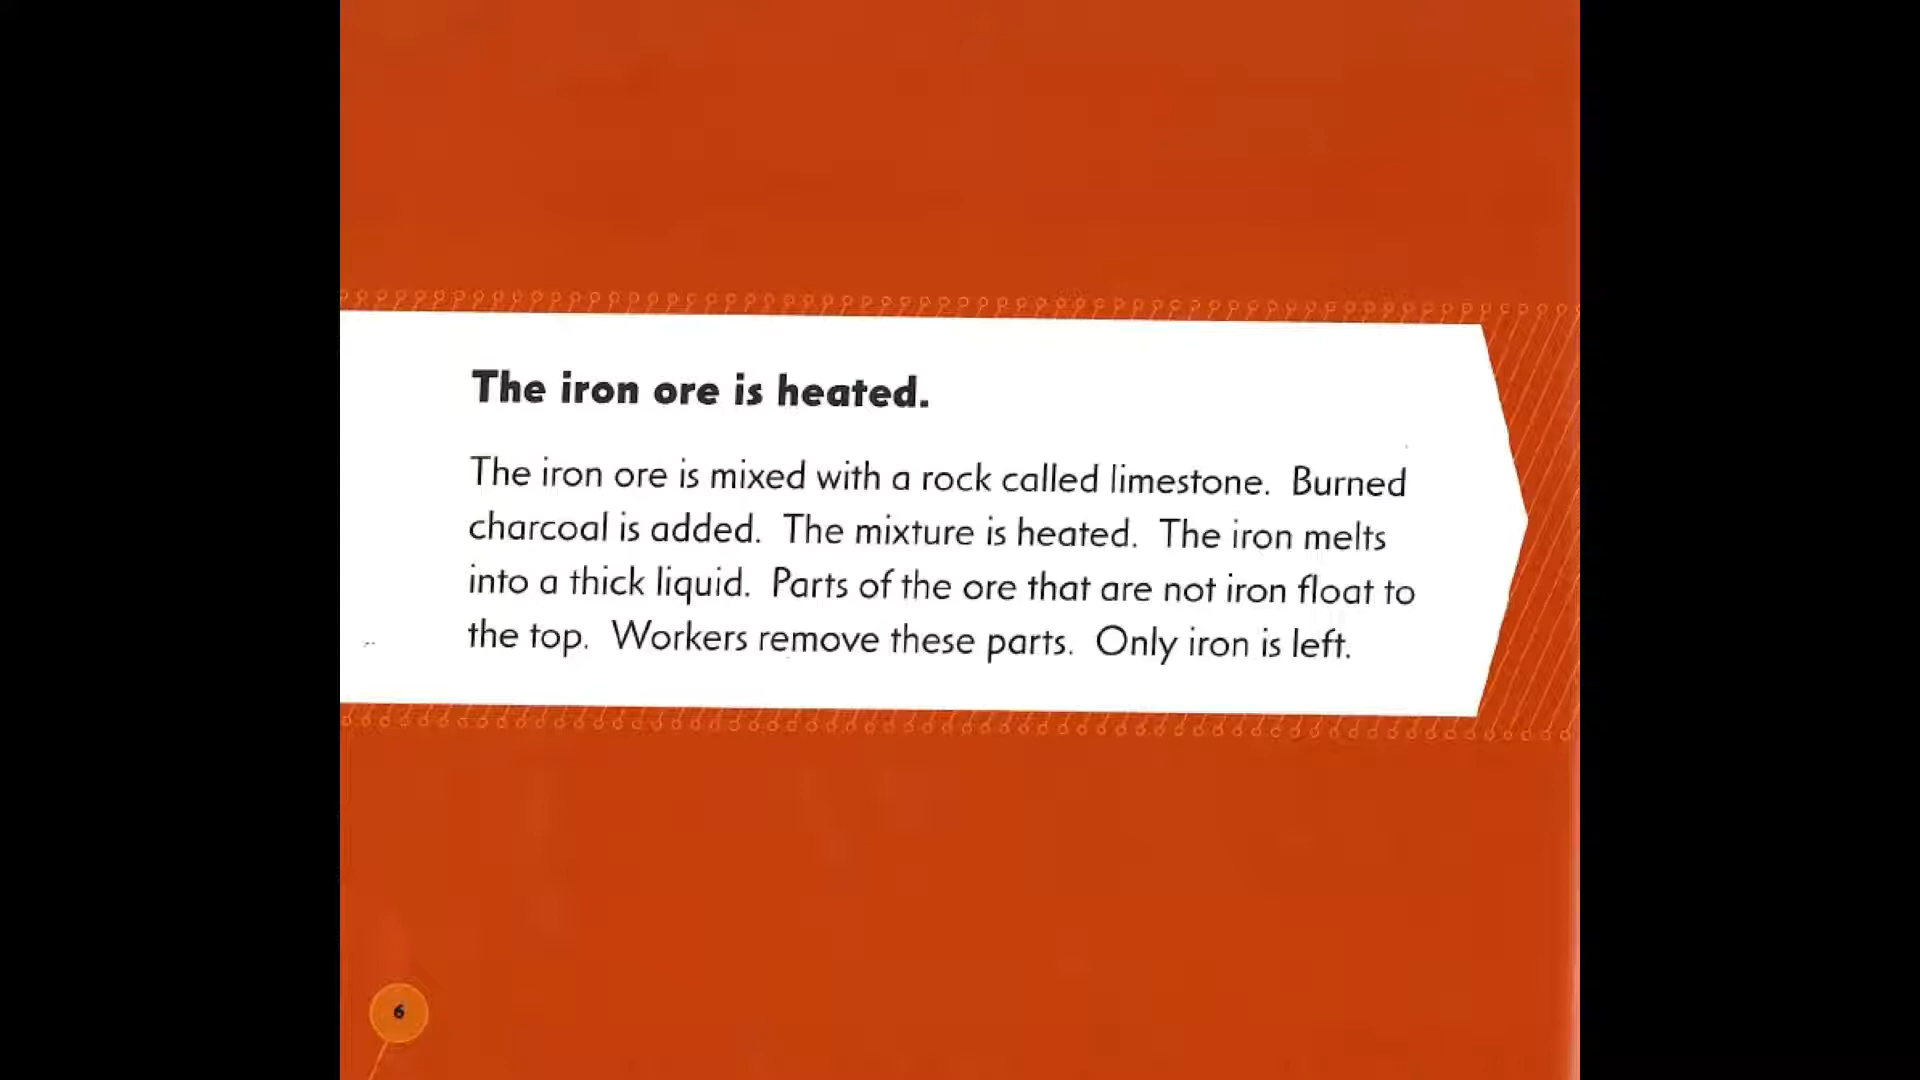 The iron ore is heated.
The iron ore is mixed with a rock called limestone. Burned
charcoal is added. The mixture is heated. The iron melts
into a thick liquid. Parts of the ore that are not iron float to
the top. Workers remove these parts. Only iron is left.
6